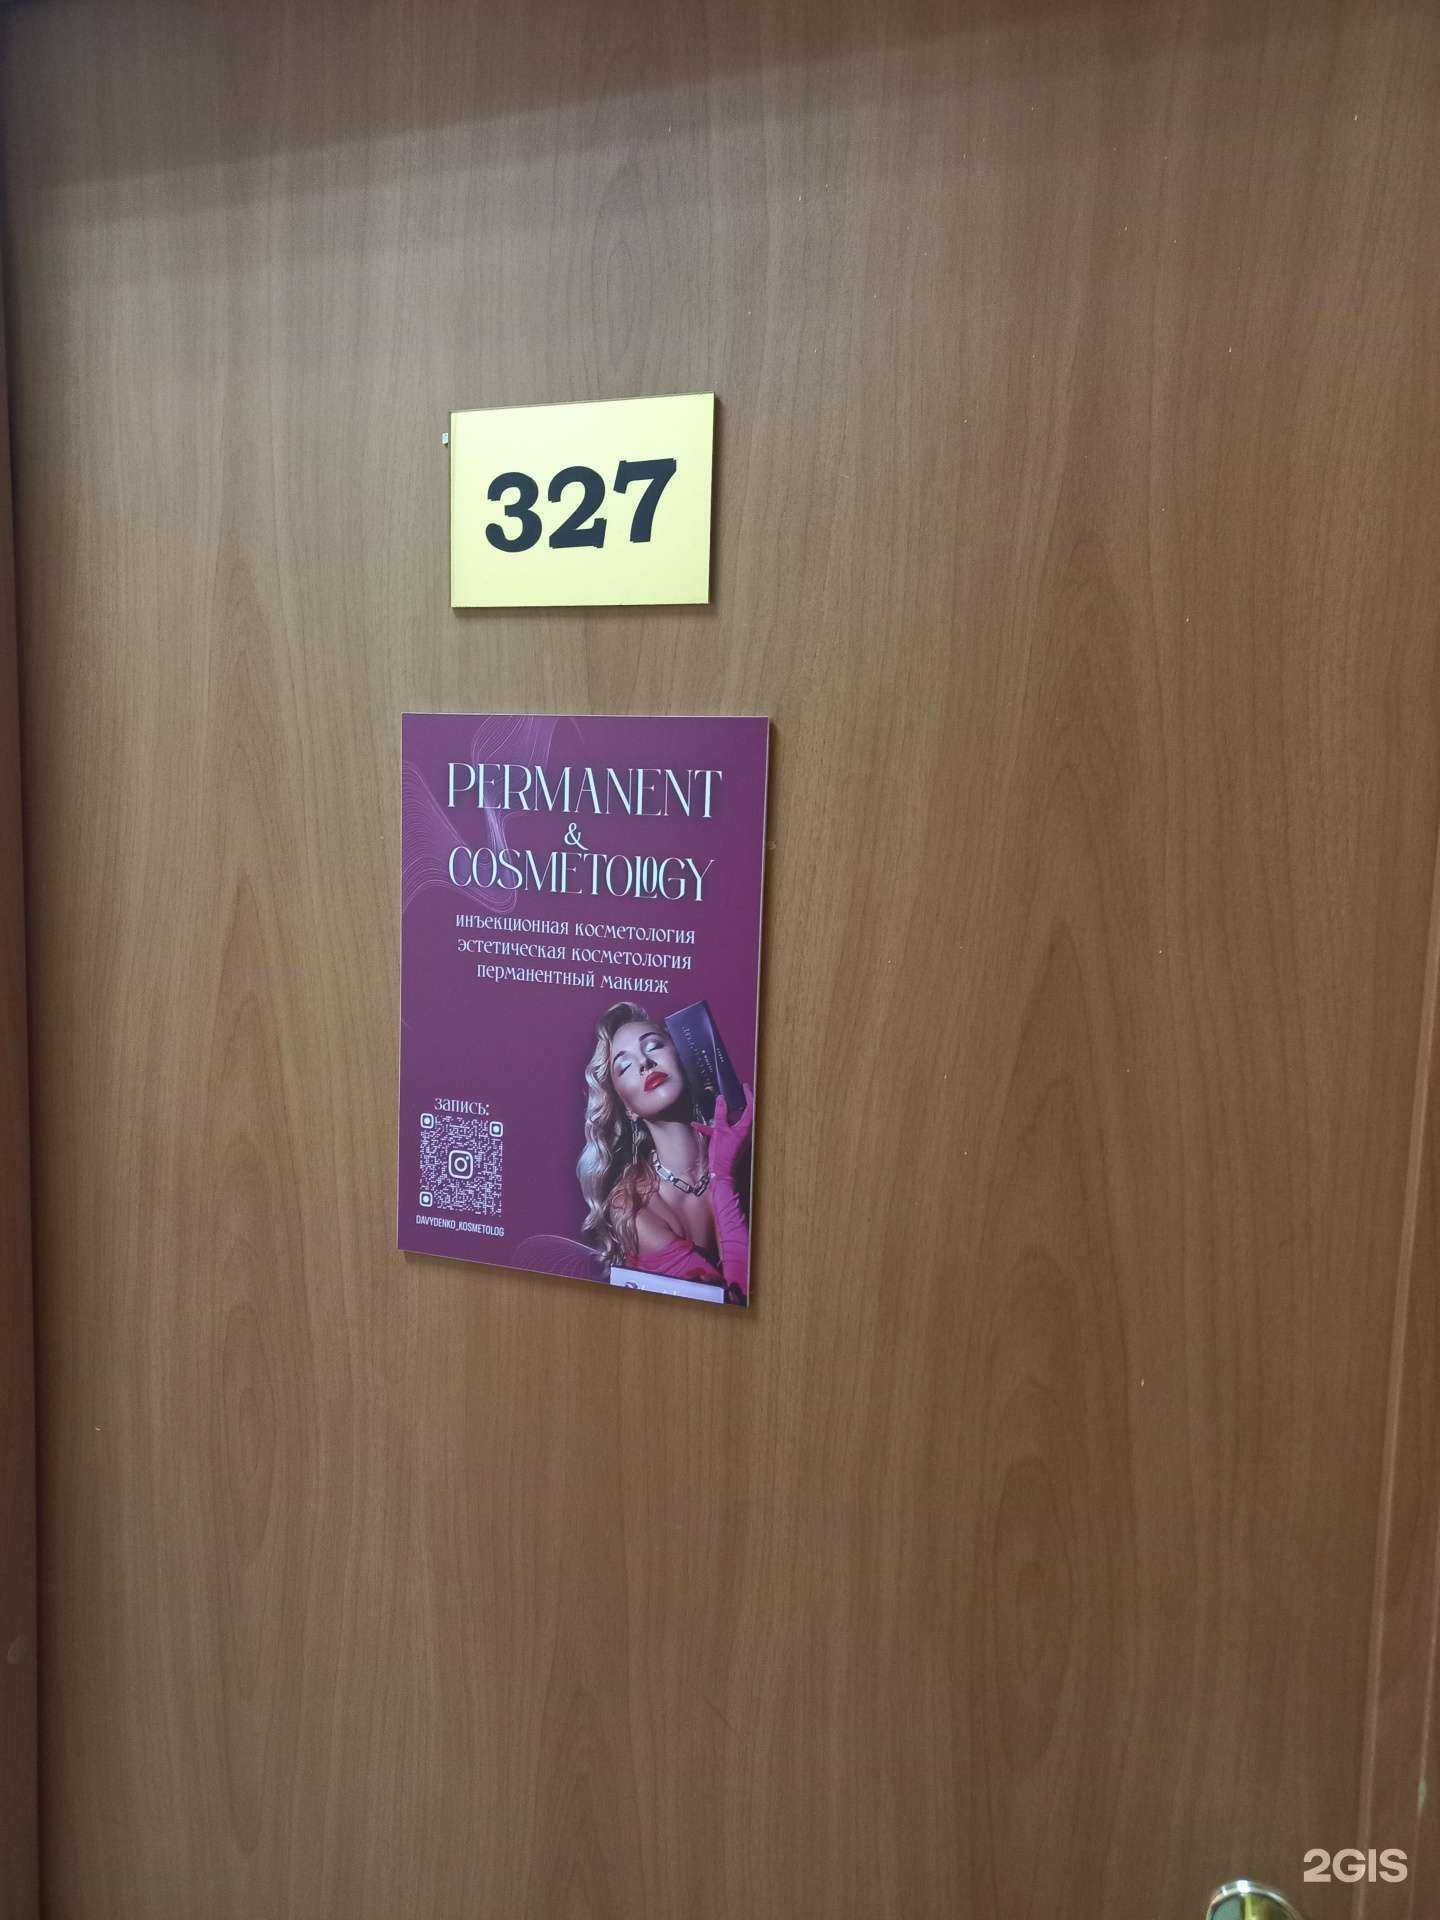 327
PERMANENT
&
COSMETOLOGY
инъекционная косметология
эстетическая косметология
перманентный макияж
запись:
DAVYDENKO_KOSMETOLOG
2GIS